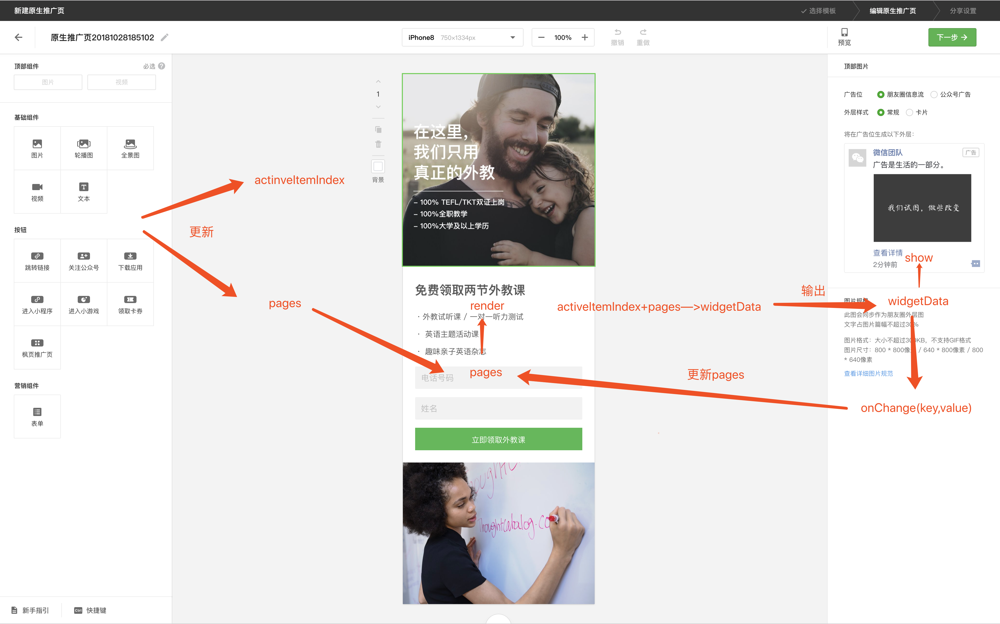 新建原生推广页
选择模板
编辑原生推广页
分享设置
原生推广页20181028185102
iPhone8 750×1334px
100%
撤销
重做
预览
下一步
顶部组件
必选 ?
图片
视频
基础组件
图片
轮播图
全景图
视频
文本
按钮
跳转链接
关注公众号
下载应用
进入小程序
进入小游戏
领取卡券
枫页推广页
营销组件
表单
新手指引
Ctrl 快捷键
actinveItemIndex
更新
pages
1
背景
在这里，
我们只用
真正的外教
– 100% TEFL/TKT双证上岗
– 100%全职教学
– 100%大学及以上学历
免费领取两节外教课
render
· 外教试听课 / 一对一听力测试
· 英语主题活动课
· 趣味亲子英语杂志
电话号码
pages
姓名
立即领取外教课
Thoughtcatalog.co
activeItemIndex+pages—>widgetData
输出
更新pages
顶部图片
广告位 朋友圈信息流 公众号广告
外层样式 常规 卡片
将在广告位生成以下外层：
微信团队
广告
广告是生活的一部分。
我们试图，做些改变
查看详情
show
2分钟前
图片规格
widgetData
此图会同步作为朋友圈外层图
文字占图片篇幅不超过30%
图片格式：大小不超过300KB，不支持GIF格式
图片尺寸：800 * 800像素 / 640 * 800像素 / 800
* 640像素
查看详细图片规范
onChange(key,value)